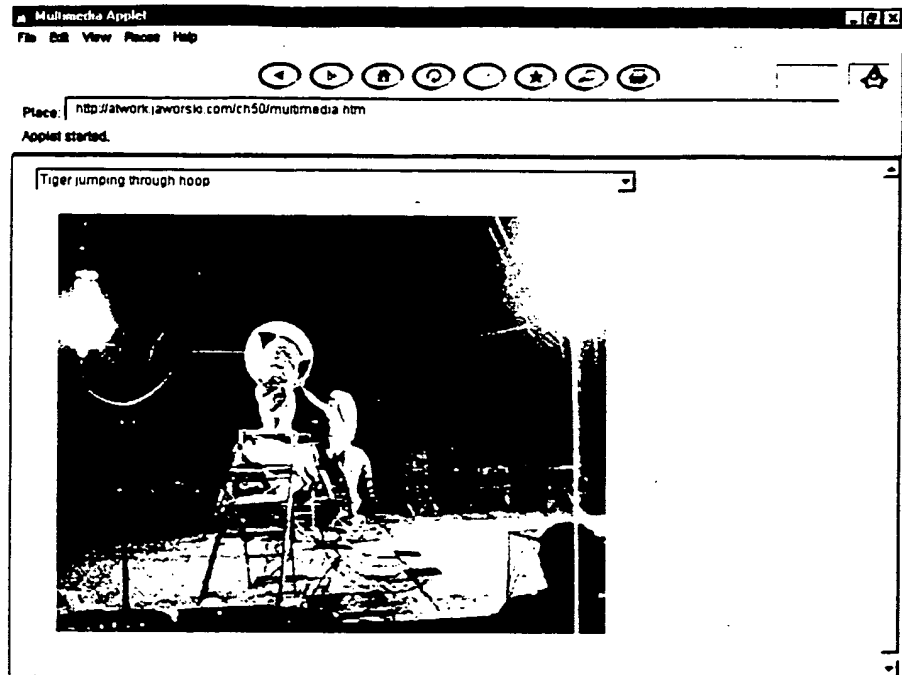 Multimedia Applet
File Edit View Places Help
Place: http://atwork.jaworski.com/ch50/multimedia.htm
Applet started.
Tiger jumping through hoop